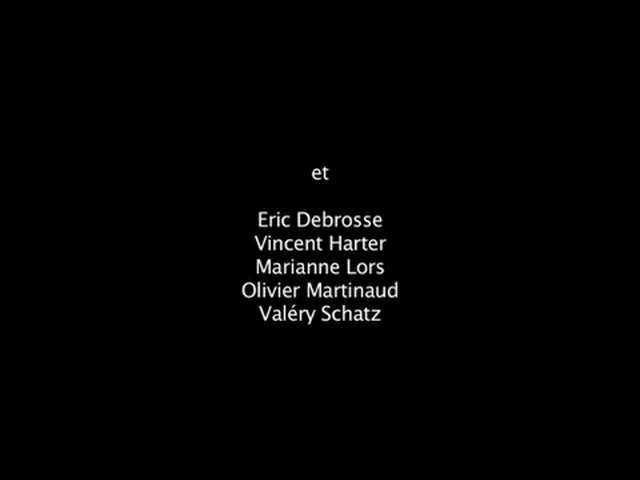 et
Eric Debrosse
Vincent Harter
Marianne Lors
Olivier Martinaud
Valéry Schatz